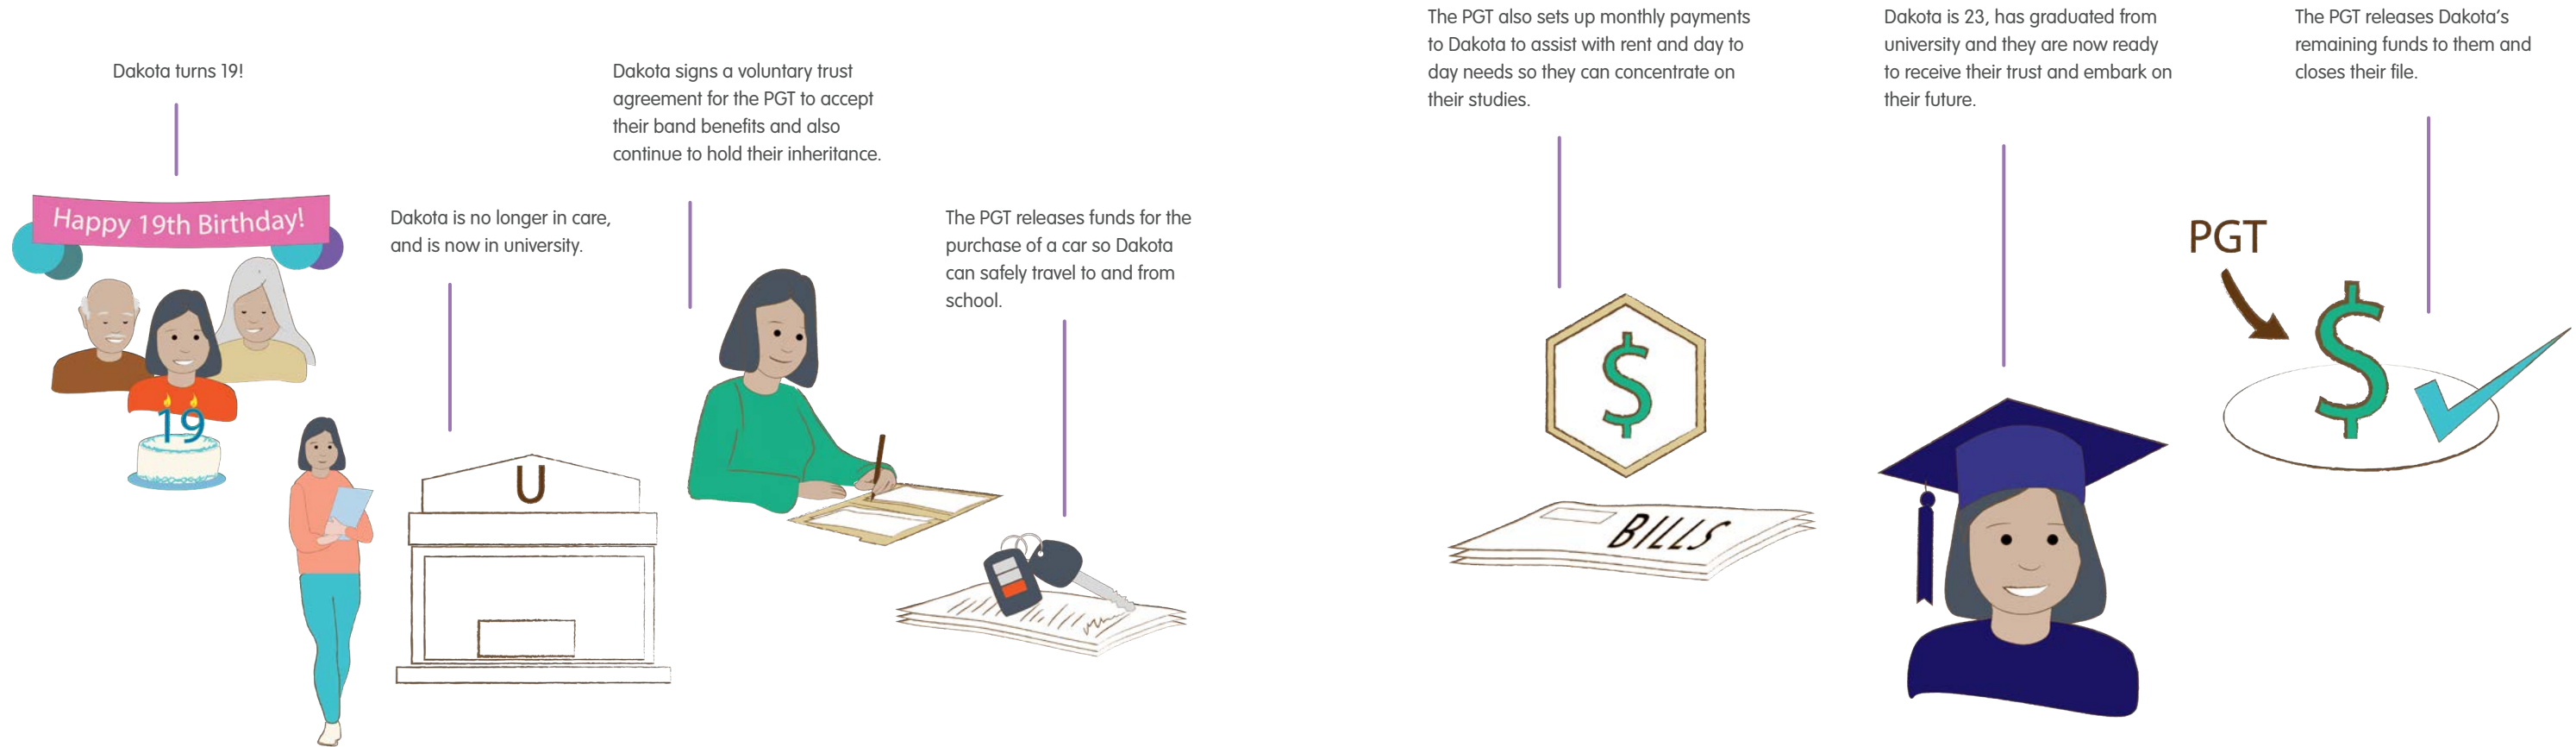 Dakota turns 19!
Happy 19th Birthday!
19
Dakota is no longer in care,
and is now in university.
U
Dakota signs a voluntary trust
agreement for the PGT to accept
their band benefits and also
continue to hold their inheritance.
The PGT releases funds for the
purchase of a car so Dakota
can safely travel to and from
school.
The PGT also sets up monthly payments
to Dakota to assist with rent and day to
day needs so they can concentrate on
their studies.
$
BILLS
Dakota is 23, has graduated from
university and they are now ready
to receive their trust and embark on
their future.
The PGT releases Dakota’s
remaining funds to them and
closes their file.
PGT
$